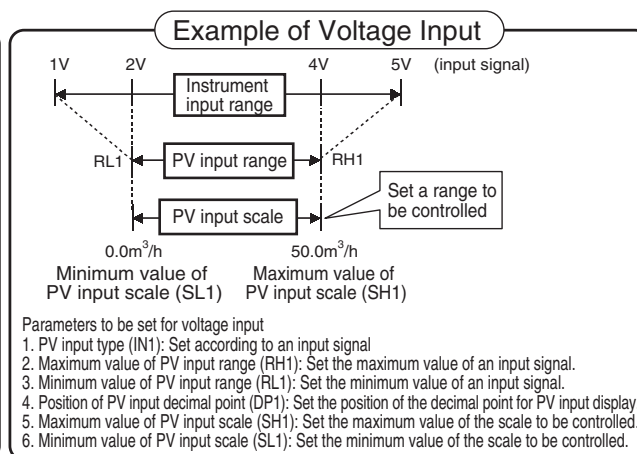 Example of Voltage Input
1V 2V 4V 5V (input signal)
Instrument
input range
RL1 PV input range RH1
PV input scale
Set a range to
be controlled
0.0m³/h 50.0m³/h
Minimum value of Maximum value of
PV input scale (SL1) PV input scale (SH1)
Parameters to be set for voltage input
1. PV input type (IN1): Set according to an input signal
2. Maximum value of PV input range (RH1): Set the maximum value of an input signal.
3. Minimum value of PV input range (RL1): Set the minimum value of an input signal.
4. Position of PV input decimal point (DP1): Set the position of the decimal point for PV input display
5. Maximum value of PV input scale (SH1): Set the maximum value of the scale to be controlled.
6. Minimum value of PV input scale (SL1): Set the minimum value of the scale to be controlled.